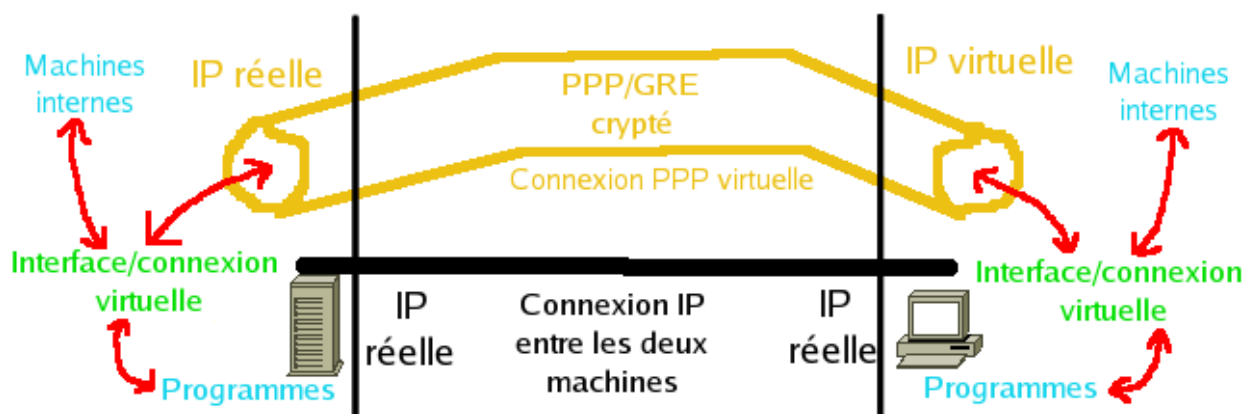 Machines
internes
IP réelle
PPP/GRE
crypté
Connexion PPP virtuelle
IP virtuelle
Machines
internes
Interface/connexion
virtuelle
Programmes
IP
réelle
Connexion IP
entre les deux
machines
IP
réelle
Interface/connexion
virtuelle
Programmes